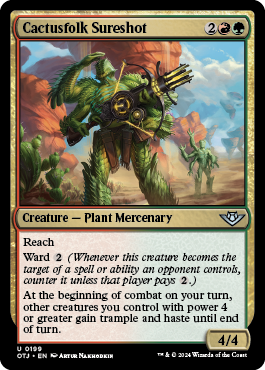 Cactusfolk Sureshot 2
Creature — Plant Mercenary
Reach
Ward 2 (Whenever this creature becomes the
target of a spell or ability an opponent controls,
counter it unless that player pays 2.)
At the beginning of combat on your turn,
other creatures you control with power 4
or greater gain trample and haste until end
of turn.
4/4
U 0199
OTJ • EN Artur Nakhodkin
™ & © 2024 Wizards of the Coast